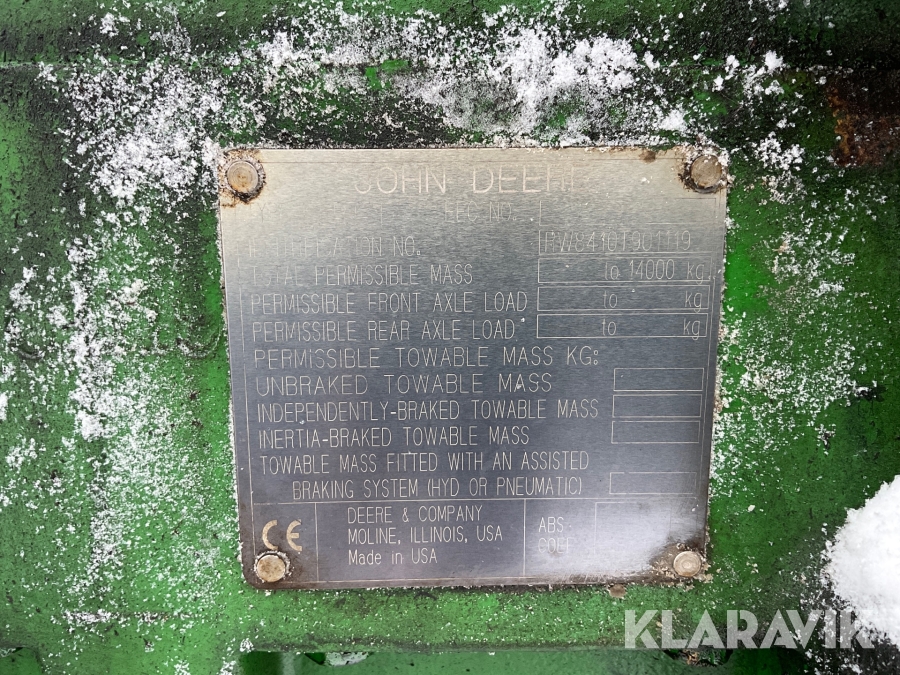 JOHN DEERE
EEC NO.
IDENTIFICATION NO. RW8410T901119
TOTAL PERMISSIBLE MASS to 14000 kg
PERMISSIBLE FRONT AXLE LOAD to kg
PERMISSIBLE REAR AXLE LOAD to kg
PERMISSIBLE TOWABLE MASS KG:
UNBRAKED TOWABLE MASS
INDEPENDENTLY-BRAKED TOWABLE MASS
INERTIA-BRAKED TOWABLE MASS
TOWABLE MASS FITTED WITH AN ASSISTED
BRAKING SYSTEM (HYD OR PNEUMATIC)
CE
DEERE & COMPANY
MOLINE, ILLINOIS, USA
Made in USA
ABS.
COEF
KLARAVIK